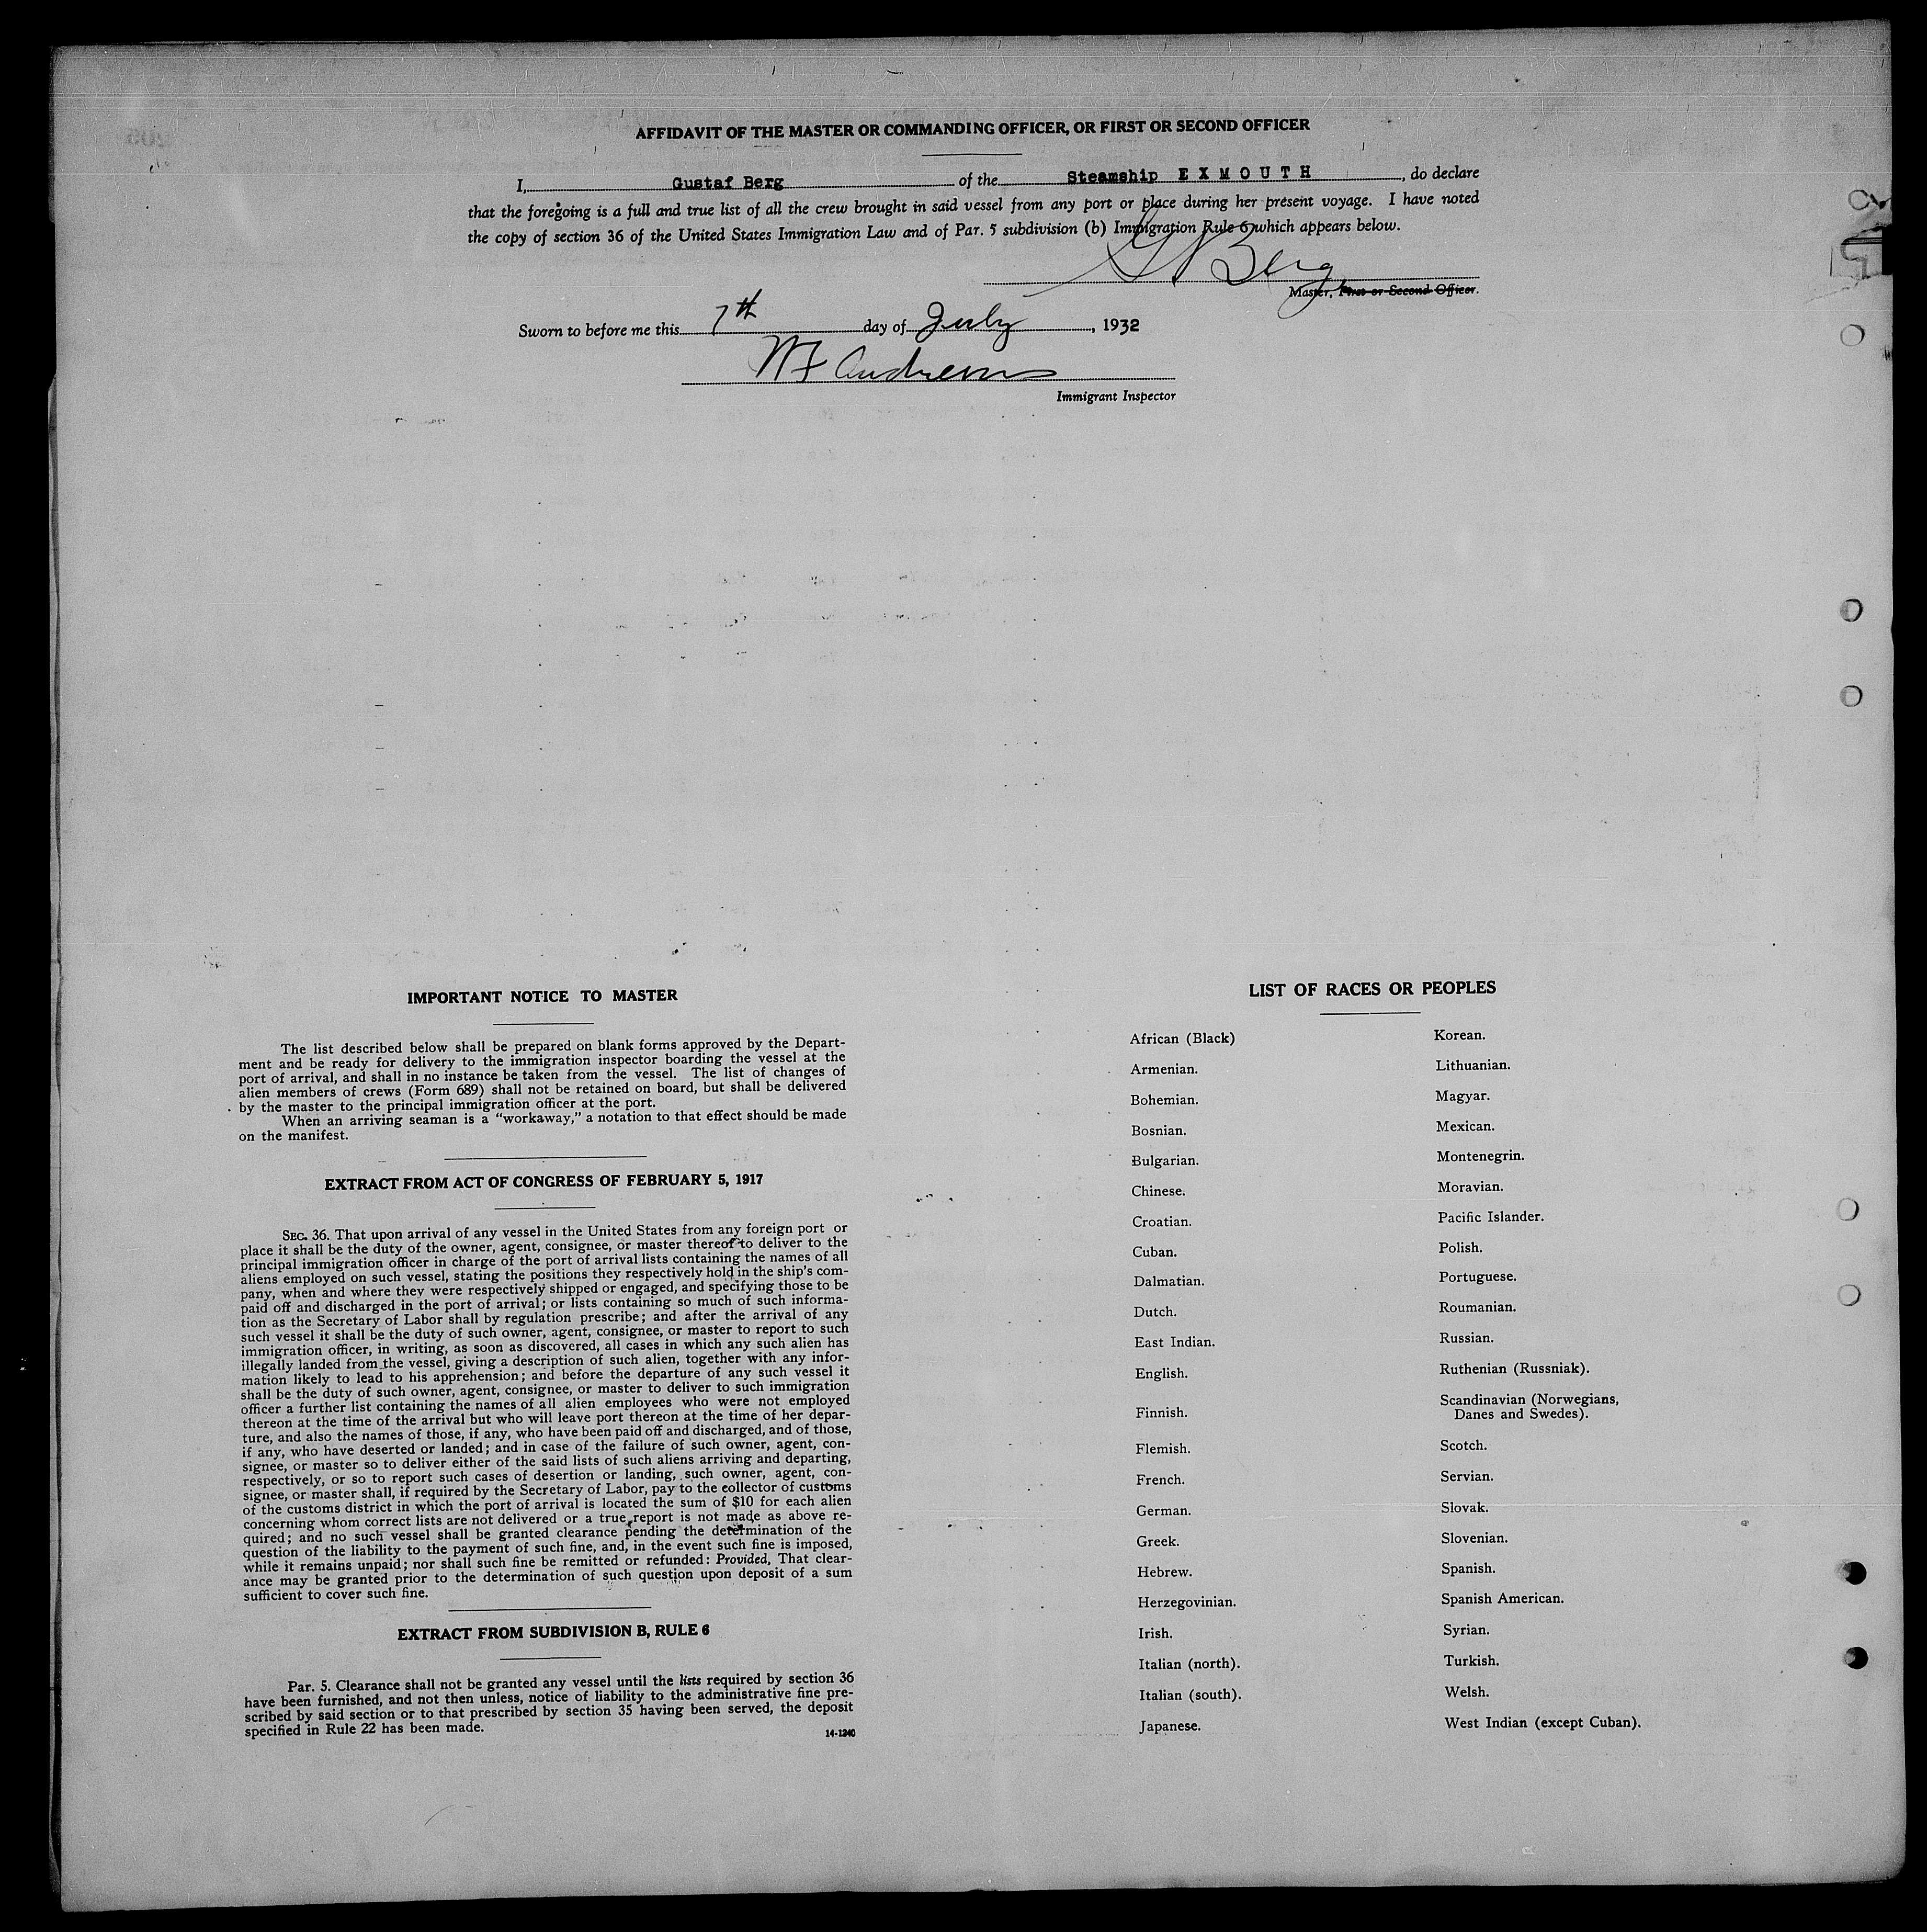 AFFIDAVIT OF THE MASTER OR COMMANDING OFFICER, OR FIRST OR SECOND OFFICER
I, Gustaf Berg of the Steamship EXMOUTH, do declare
that the foregoing is a full and true list of all the crew brought in said vessel from any port or place during her present voyage. I have noted
the copy of section 36 of the United States Immigration Law and of Par. 5 subdivision (b) Immigration Rule 6 which appears below.
G Berg
Master, First or Second Officer.
Sworn to before me this 7th day of July, 1932
W F Andrews
Immigrant Inspector
IMPORTANT NOTICE TO MASTER
The list described below shall be prepared on blank forms approved by the Depart-
ment and be ready for delivery to the immigration inspector boarding the vessel at the
port of arrival, and shall in no instance be taken from the vessel. The list of changes of
alien members of crews (Form 689) shall not be retained on board, but shall be delivered
by the master to the principal immigration officer at the port.
When an arriving seaman is a "workaway," a notation to that effect should be made
on the manifest.
EXTRACT FROM ACT OF CONGRESS OF FEBRUARY 5, 1917
SEC. 36. That upon arrival of any vessel in the United States from any foreign port or
place it shall be the duty of the owner, agent, consignee, or master thereof to deliver to the
principal immigration officer in charge of the port of arrival lists containing the names of all
aliens employed on such vessel, stating the positions they respectively hold in the ship's com-
pany, when and where they were respectively shipped or engaged, and specifying those to be
paid off and discharged in the port of arrival; or lists containing so much of such informa-
tion as the Secretary of Labor shall by regulation prescribe; and after the arrival of any
such vessel it shall be the duty of such owner, agent, consignee, or master to report to such
immigration officer, in writing, as soon as discovered, all cases in which any such alien has
illegally landed from the vessel, giving a description of such alien, together with any infor-
mation likely to lead to his apprehension; and before the departure of any such vessel it
shall be the duty of such owner, agent, consignee, or master to deliver to such immigration
officer a further list containing the names of all alien employees who were not employed
thereon at the time of the arrival but who will leave port thereon at the time of her depar-
ture, and also the names of those, if any, who have been paid off and discharged, and of those,
if any, who have deserted or landed; and in case of the failure of such owner, agent, con-
signee, or master so to deliver either of the said lists of such aliens arriving and departing,
respectively, or so to report such cases of desertion or landing, such owner, agent, con-
signee, or master shall, if required by the Secretary of Labor, pay to the collector of customs
of the customs district in which the port of arrival is located the sum of $10 for each alien
concerning whom correct lists are not delivered or a true report is not made as above re-
quired; and no such vessel shall be granted clearance pending the determination of the
question of the liability to the payment of such fine, and, in the event such fine is imposed,
while it remains unpaid; nor shall such fine be remitted or refunded: Provided, That clear-
ance may be granted prior to the determination of such question upon deposit of a sum
sufficient to cover such fine.
EXTRACT FROM SUBDIVISION B, RULE 6
Par. 5. Clearance shall not be granted any vessel until the lists required by section 36
have been furnished, and not then unless, notice of liability to the administrative fine pre-
scribed by said section or to that prescribed by section 35 having been served, the deposit
specified in Rule 22 has been made.
14-1240
LIST OF RACES OR PEOPLES
African (Black)
Armenian.
Bohemian.
Bosnian.
Bulgarian.
Chinese.
Croatian.
Cuban.
Dalmatian.
Dutch.
East Indian.
English.
Finnish.
Flemish.
French.
German.
Greek.
Hebrew.
Herzegovinian.
Irish.
Italian (north).
Italian (south).
Japanese.
Korean.
Lithuanian.
Magyar.
Mexican.
Montenegrin.
Moravian.
Pacific Islander.
Polish.
Portuguese.
Roumanian.
Russian.
Ruthenian (Russniak).
Scandinavian (Norwegians,
Danes and Swedes).
Scotch.
Servian.
Slovak.
Slovenian.
Spanish.
Spanish American.
Syrian.
Turkish.
Welsh.
West Indian (except Cuban).